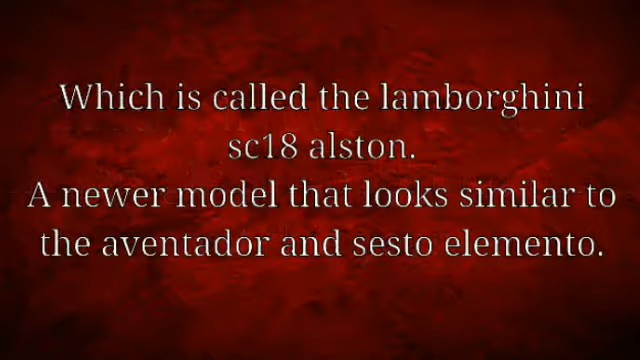 Which is called the lamborghini
sc18 alston.
A newer model that looks similar to
the aventador and sesto elemento.